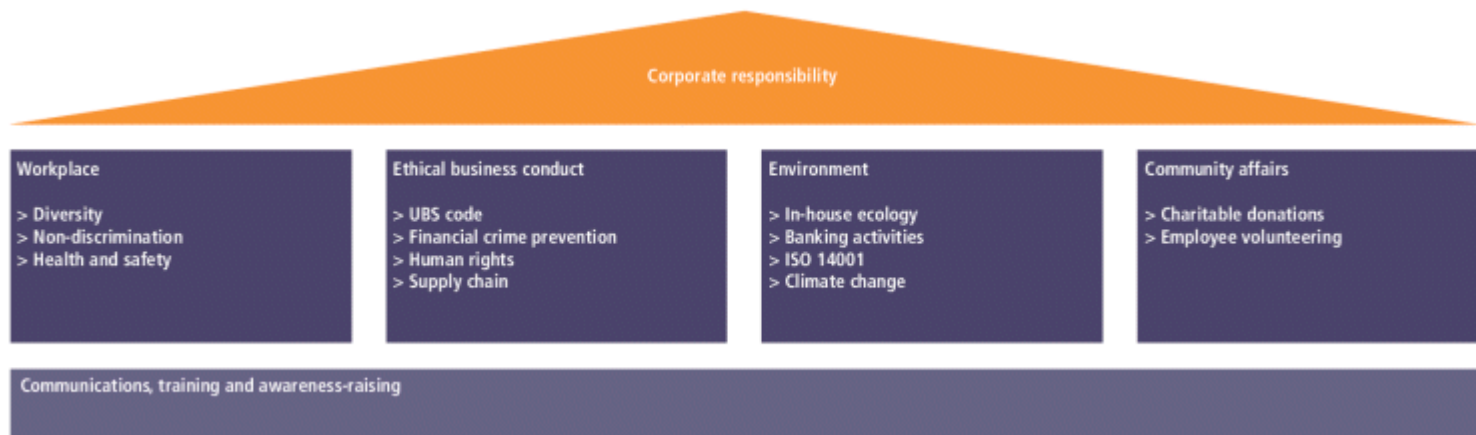 Corporate responsibility
Workplace
> Diversity
> Non-discrimination
> Health and safety
Ethical business conduct
> UBS code
> Financial crime prevention
> Human rights
> Supply chain
Environment
> In-house ecology
> Banking activities
> ISO 14001
> Climate change
Community affairs
> Charitable donations
> Employee volunteering
Communications, training and awareness-raising